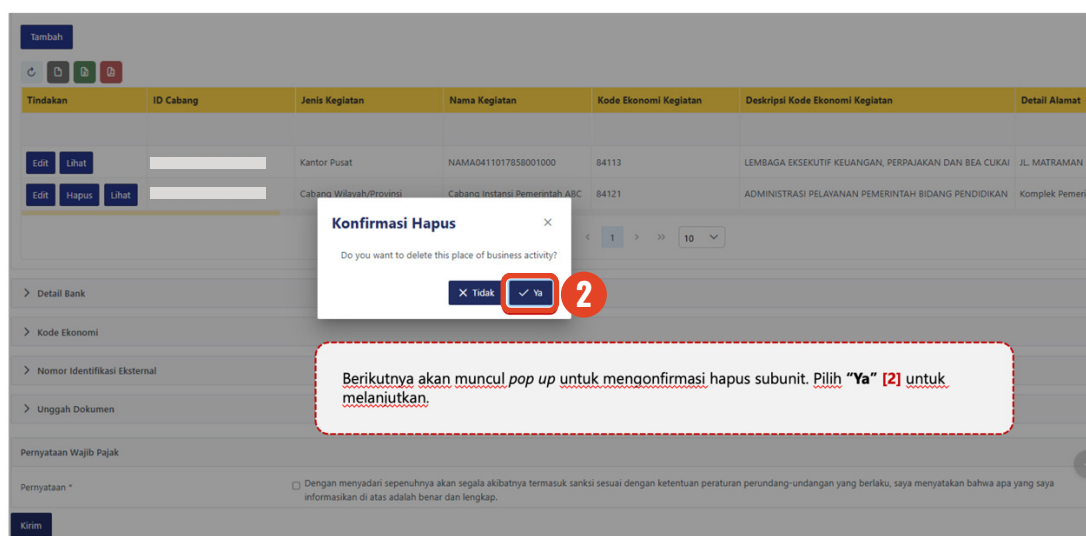 Tambah
Tindakan ID Cabang Jenis Kegiatan Nama Kegiatan Kode Ekonomi Kegiatan Deskripsi Kode Ekonomi Kegiatan Detail Alamat
Edit Lihat Kantor Pusat NAMA0411017858001000 84113 LEMBAGA EKSEKUTIF KEUANGAN, PERPAJAKAN DAN BEA CUKAI JL. MATRAMAN
Edit Hapus Lihat Cabang Wilayah/Provinsi Cabang Instansi Pemerintah ABC 84121 ADMINISTRASI PELAYANAN PEMERINTAH BIDANG PENDIDIKAN Komplek Pemeri
Konfirmasi Hapus ×
Do you want to delete this place of business activity?
× Tidak ✓ Ya
2
< 1 > >> 10
> Detail Bank
> Kode Ekonomi
> Nomor Identifikasi Eksternal
> Unggah Dokumen
Berikutnya akan muncul pop up untuk mengonfirmasi hapus subunit. Pilih “Ya” [2] untuk
melanjutkan.
Pernyataan Wajib Pajak
Pernyataan * Dengan menyadari sepenuhnya akan segala akibatnya termasuk sanksi sesuai dengan ketentuan peraturan perundang-undangan yang berlaku, saya menyatakan bahwa apa yang saya
informasikan di atas adalah benar dan lengkap.
Kirim